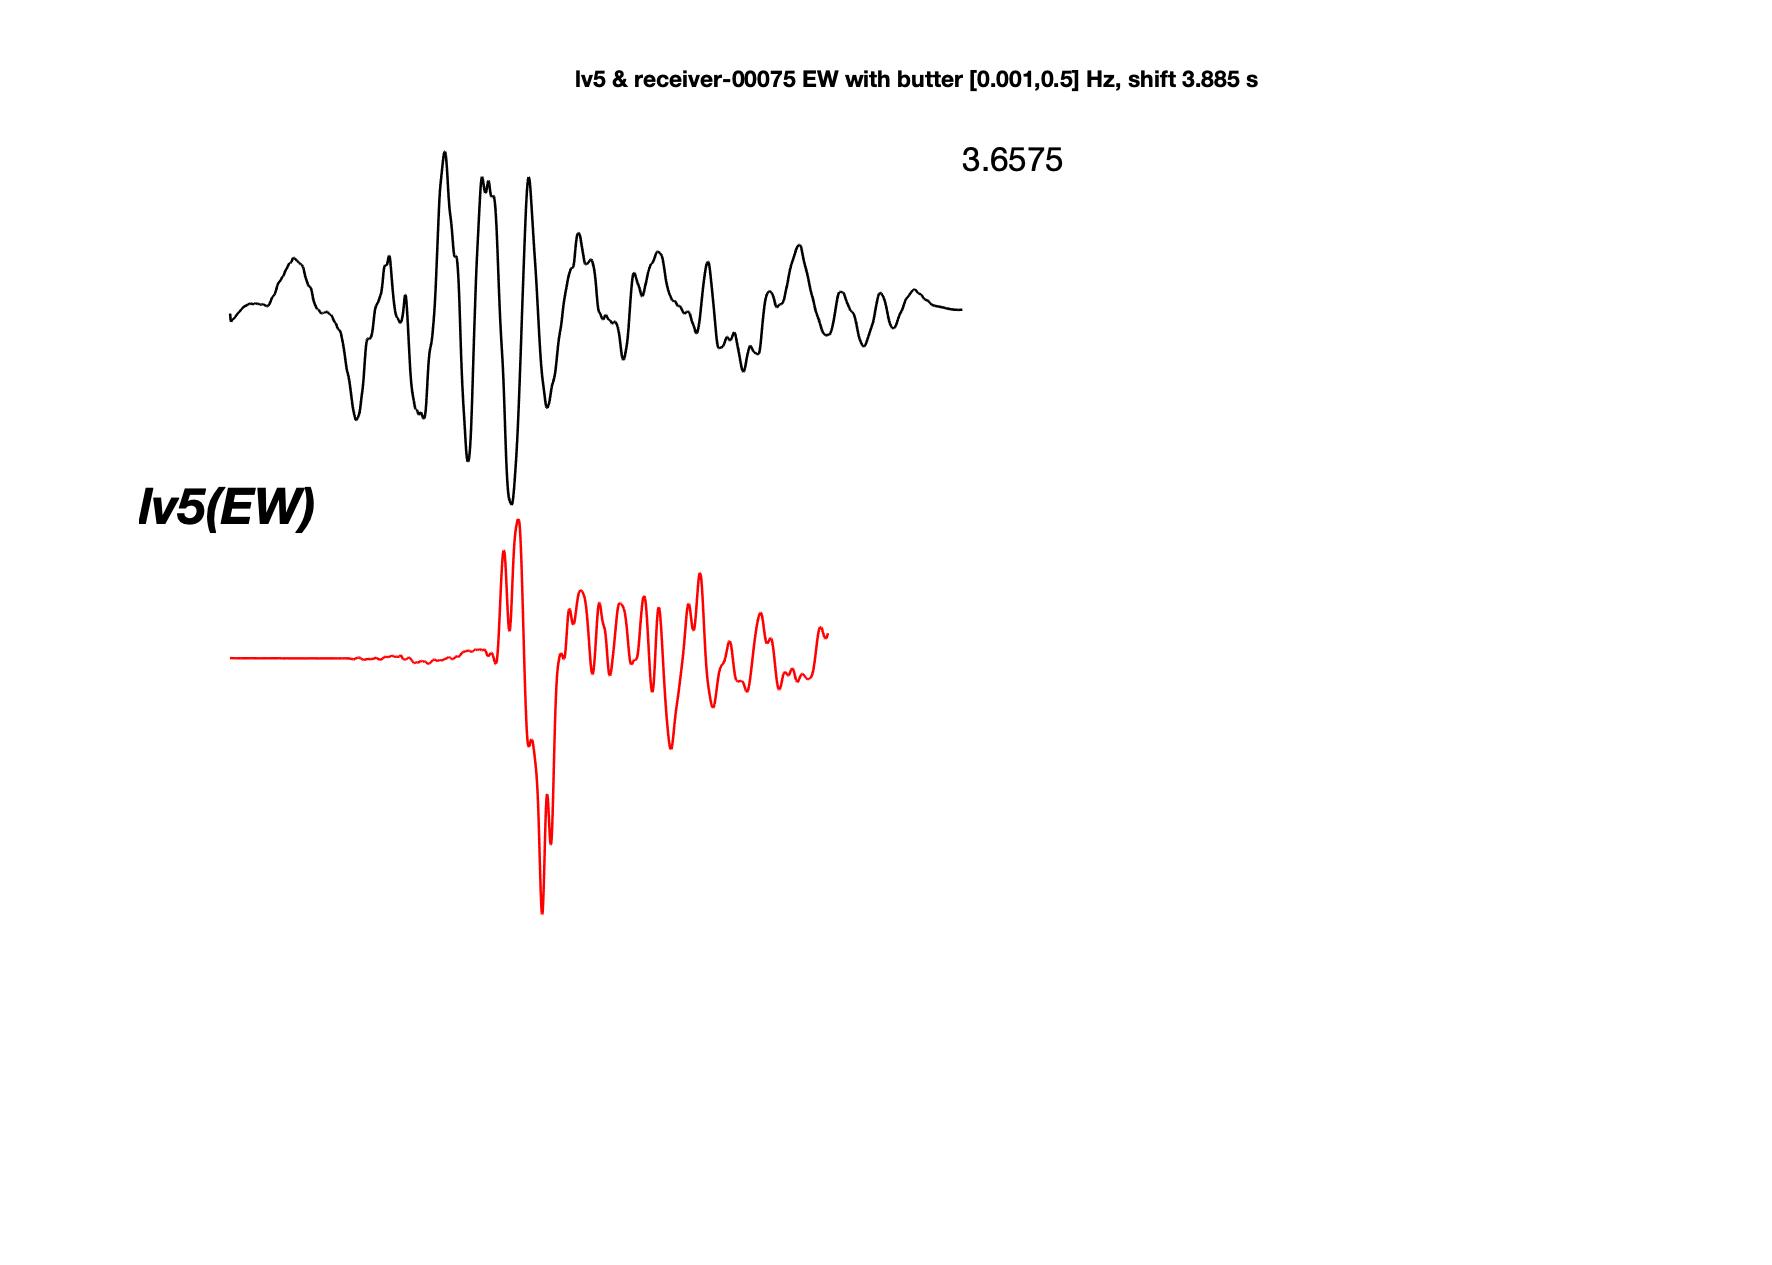 lv5 & receiver-00075 EW with butter [0.001,0.5] Hz, shift 3.885 s
3.6575
lv5(EW)